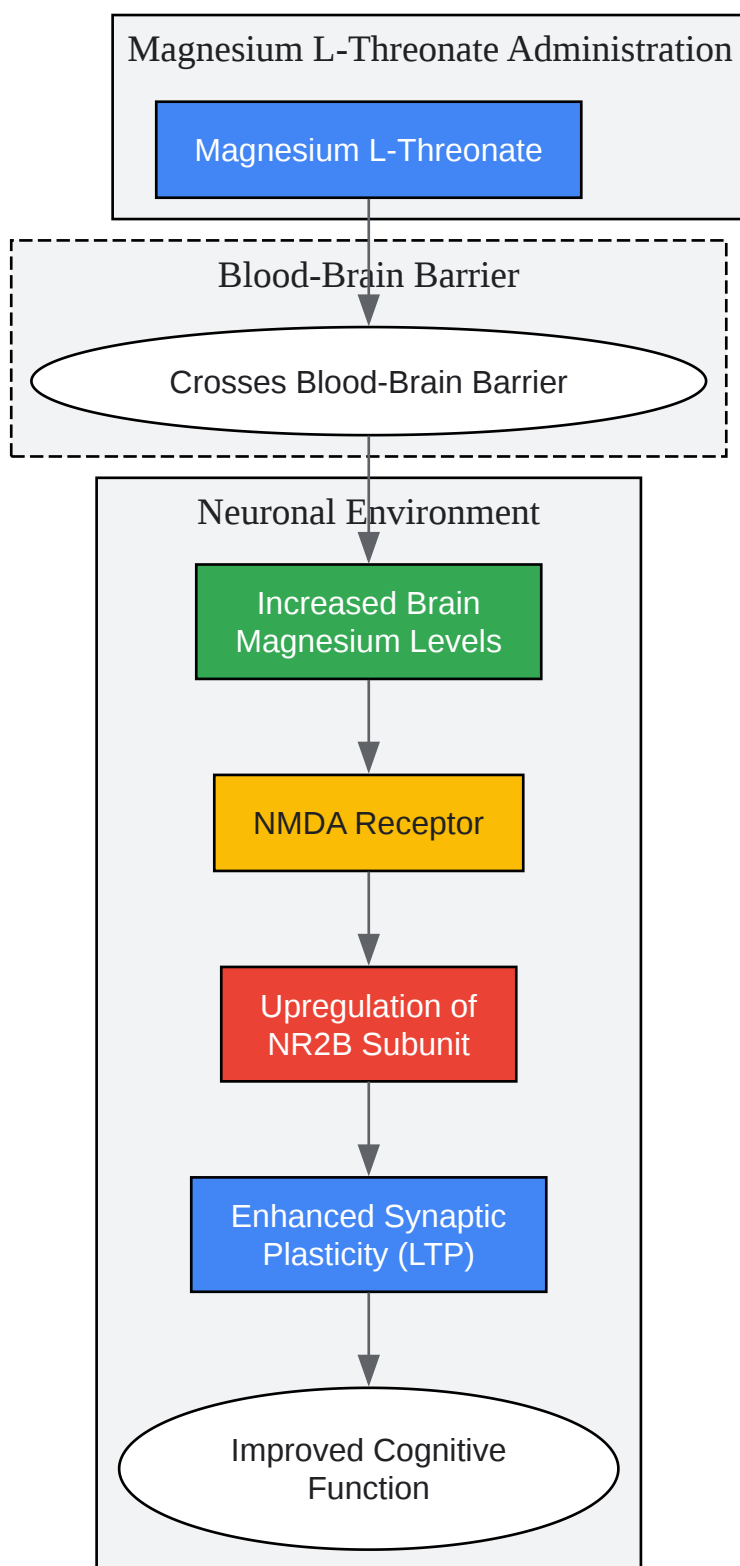 Magnesium L-Threonate Administration
Magnesium L-Threonate
Blood-Brain Barrier
Crosses Blood-Brain Barrier
Neuronal Environment
Increased Brain
Magnesium Levels
NMDA Receptor
Upregulation of
NR2B Subunit
Enhanced Synaptic
Plasticity (LTP)
Improved Cognitive
Function